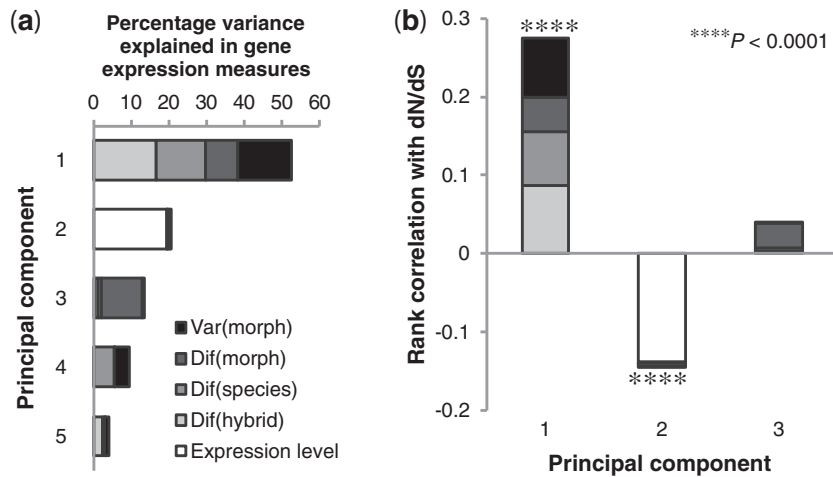 (a)
Percentage variance
explained in gene
expression measures
0 10 20 30 40 50 60
Principal component
1
2
3
4
5
Var(morph)
Dif(morph)
Dif(species)
Dif(hybrid)
Expression level
(b)
****P < 0.0001
Rank correlation with dN/dS
0.3
0.2
0.1
0
-0.1
-0.2
****
****
1 2 3
Principal component